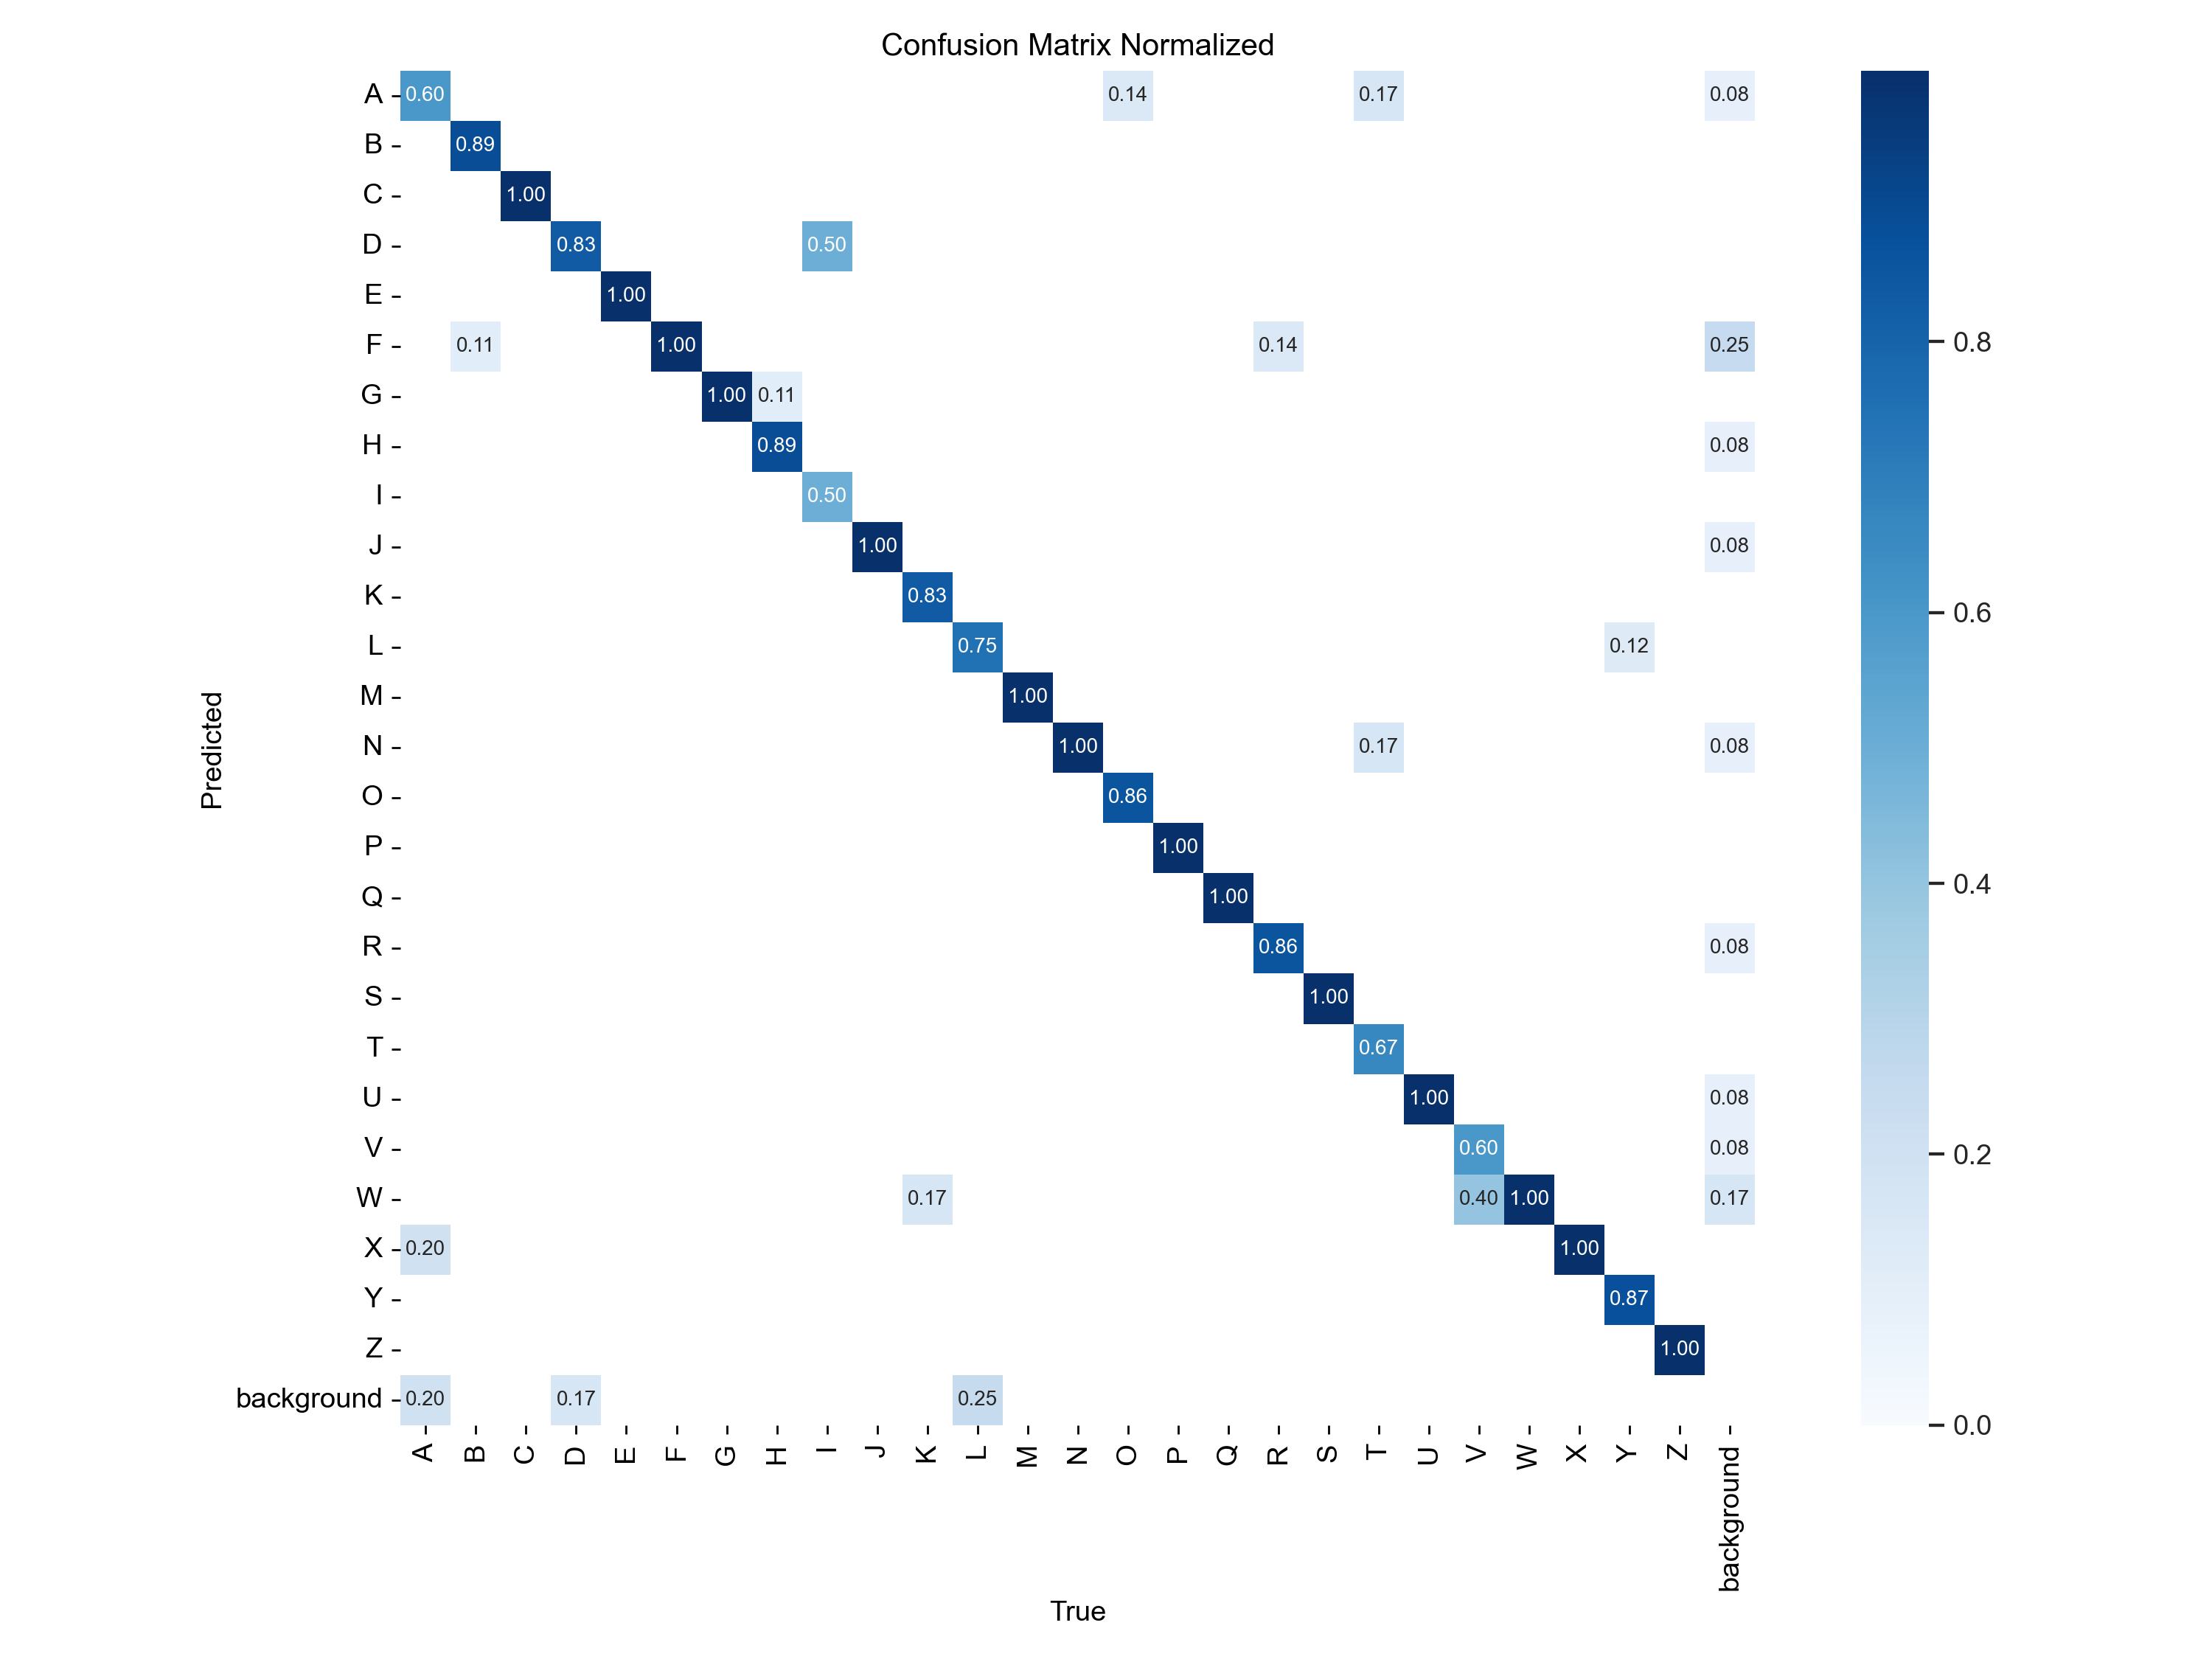 Confusion Matrix Normalized
A 0.60 0.14 0.17 0.08
B 0.89
C 1.00
D 0.83 0.50
E 1.00
F 0.11 1.00 0.14 0.25 0.8
G 1.00 0.11
H 0.89 0.08
I 0.50
J 1.00 0.08
K 0.83 0.6
L 0.75 0.12
M 1.00
N 1.00 0.17 0.08
Predicted
O 0.86
P 1.00
Q 1.00 0.4
R 0.86 0.08
S 1.00
T 0.67
U 1.00 0.08
V 0.60 0.08 0.2
W 0.17 0.40 1.00 0.17
X 0.20 1.00
Y 0.87
Z 1.00
background 0.20 0.17 0.25 0.0
A B C D E F G H I J K L M N O P Q R S T U V W X Y Z background
True